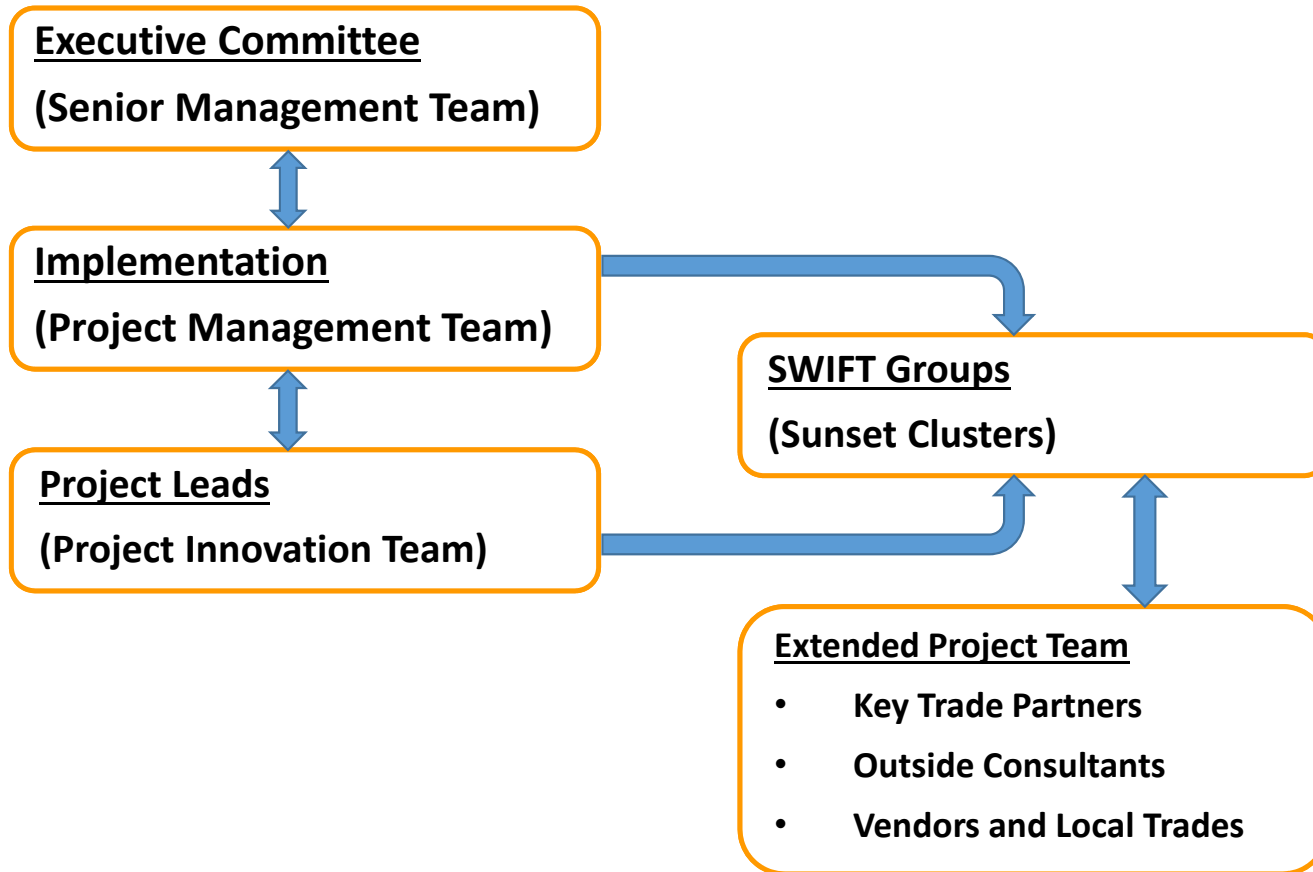 Executive Committee
(Senior Management Team)
Implementation
(Project Management Team)
Project Leads
(Project Innovation Team)
SWIFT Groups
(Sunset Clusters)
Extended Project Team
• Key Trade Partners
• Outside Consultants
• Vendors and Local Trades